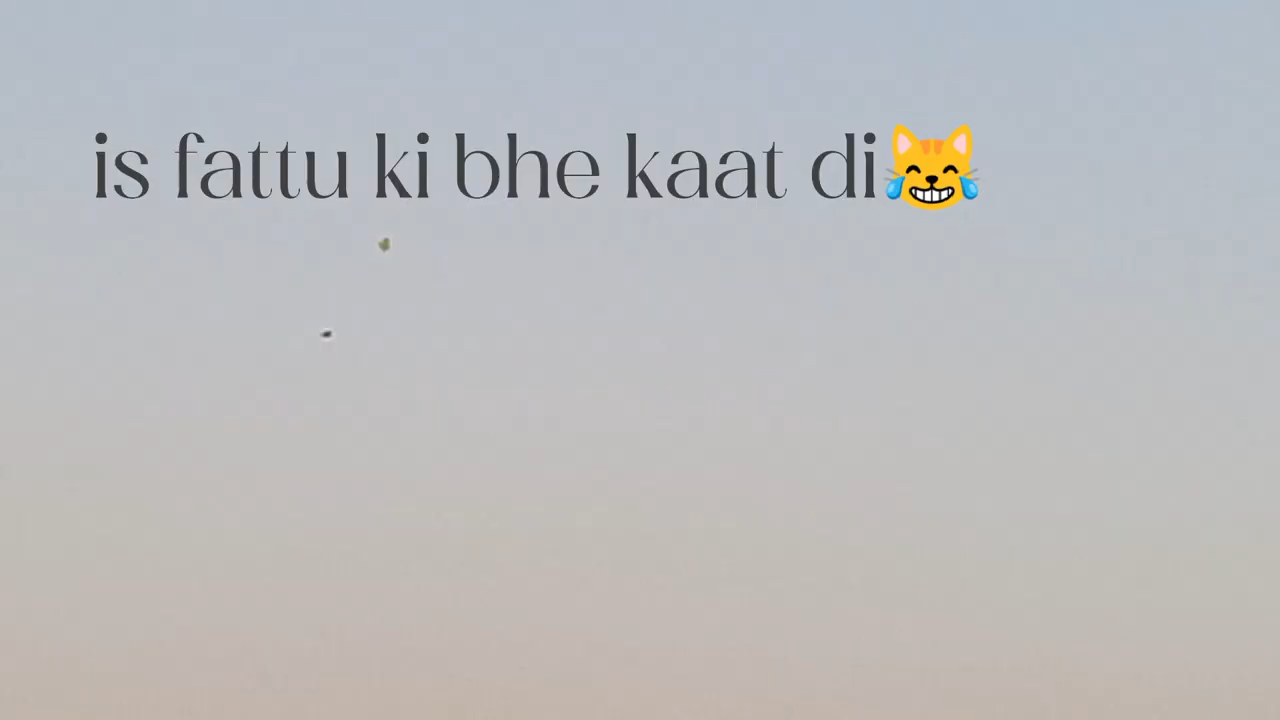 is fattu ki bhe kaat di😹